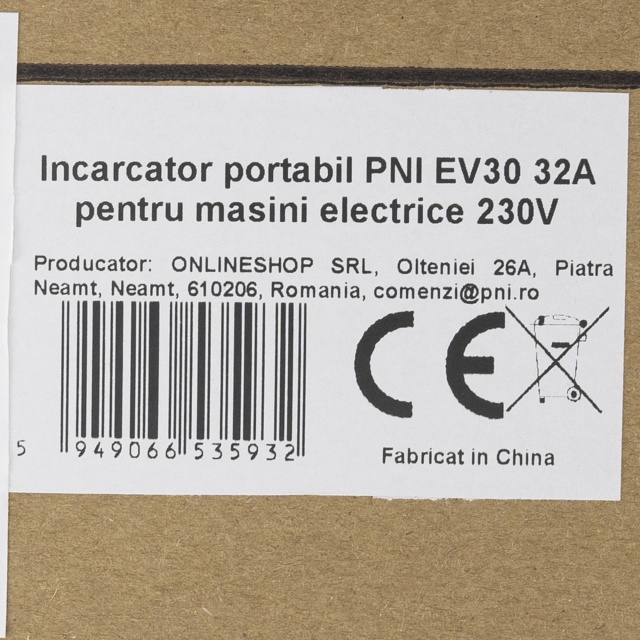 Incarcator portabil PNI EV30 32A
pentru masini electrice 230V
Producator: ONLINESHOP SRL, Olteniei 26A, Piatra
Neamt, Neamt, 610206, Romania, comenzi@pni.ro
CE
5 949066 535932
Fabricat in China